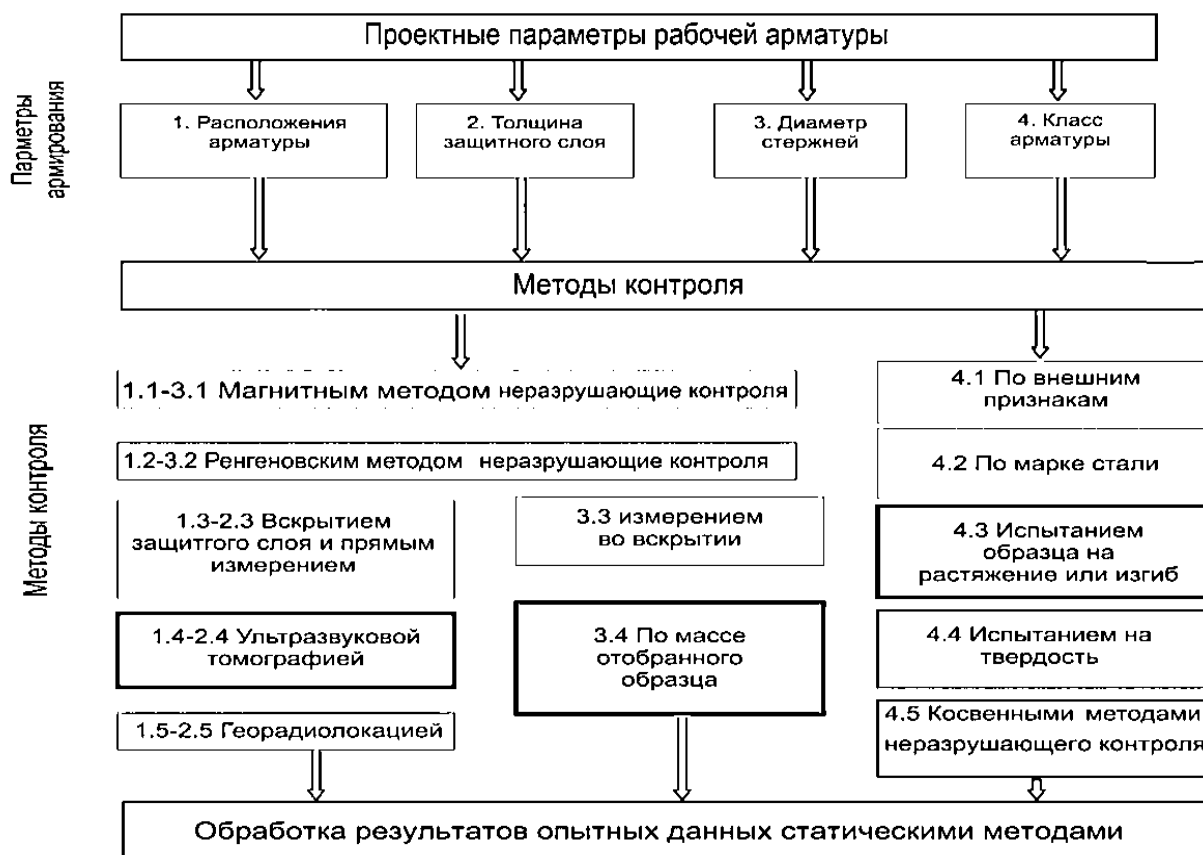 Проектные параметры рабочей арматуры
Парметры
армирования
1. Расположения
арматуры
2. Толщина
защитного слоя
3. Диаметр
стержней
4. Класс
арматуры
Методы контроля
Методы контроля
1.1-3.1 Магнитным методом неразрушающие контроля
1.2-3.2 Ренгеновским методом неразрушающие контроля
1.3-2.3 Вскрытием
защитгого слоя и прямым
измерением
1.4-2.4 Ультразвуковой
томографией
1.5-2.5 Георадиолокацией
3.3 измерением
во вскрытии
3.4 По массе
отобранного
образца
4.1 По внешним
признакам
4.2 По марке стали
4.3 Испытанием
образца на
растяжение или изгиб
4.4 Испытанием на
твердость
4.5 Косвенными методами
неразрушающего контроля
Обработка результатов опытных данных статическими методами